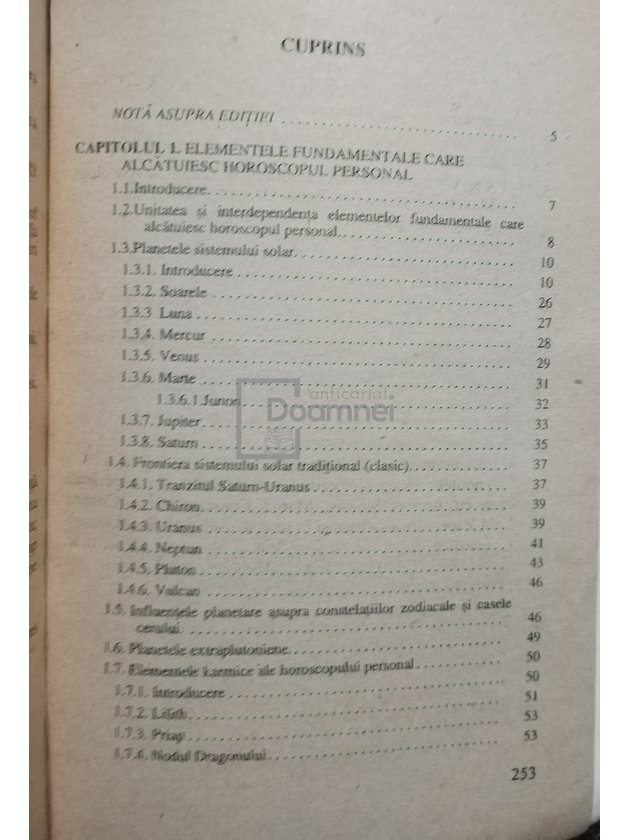 CUPRINS
NOTĂ ASUPRA EDIȚIEI ........ 5
CAPITOLUL I. ELEMENTELE FUNDAMENTALE CARE
ALCĂTUIESC HOROSCOPUL PERSONAL
1.1.Introducere ........ 7
1.2.Unitatea și interdependența elementelor fundamentale care
alcătuiesc horoscopul personal ........ 8
1.3.Planetele sistemului solar ........ 10
1.3.1. Introducere ........ 10
1.3.2. Soarele ........ 26
1.3.3 Luna ........ 27
1.3.4. Mercur ........ 28
1.3.5. Venus ........ 29
1.3.6. Marte ........ 31
1.3.6.1.Junon ........ 32
1.3.7. Jupiter ........ 33
1.3.8. Saturn ........ 35
1.4. Frontiera sistemului solar tradițional (clasic) ........ 37
1.4.1. Tranzitul Saturn-Uranus ........ 37
1.4.2. Chiron ........ 39
1.4.3. Uranus ........ 39
1.4.4. Neptun ........ 41
1.4.5. Pluton ........ 43
1.4.6. Vulcan ........ 46
1.5. Influențele planetare asupra constelațiilor zodiacale și casele
cerului ........ 46
1.6. Planetele extraplutoniene ........ 49
1.7. Elementele karmice ale horoscopului personal ........ 50
1.7.1. Introducere ........ 50
1.7.2. Lilith ........ 51
1.7.3. Priap ........ 53
1.7.4. Nodul Dragonului ........ 53
253
anticariat
Doamnei